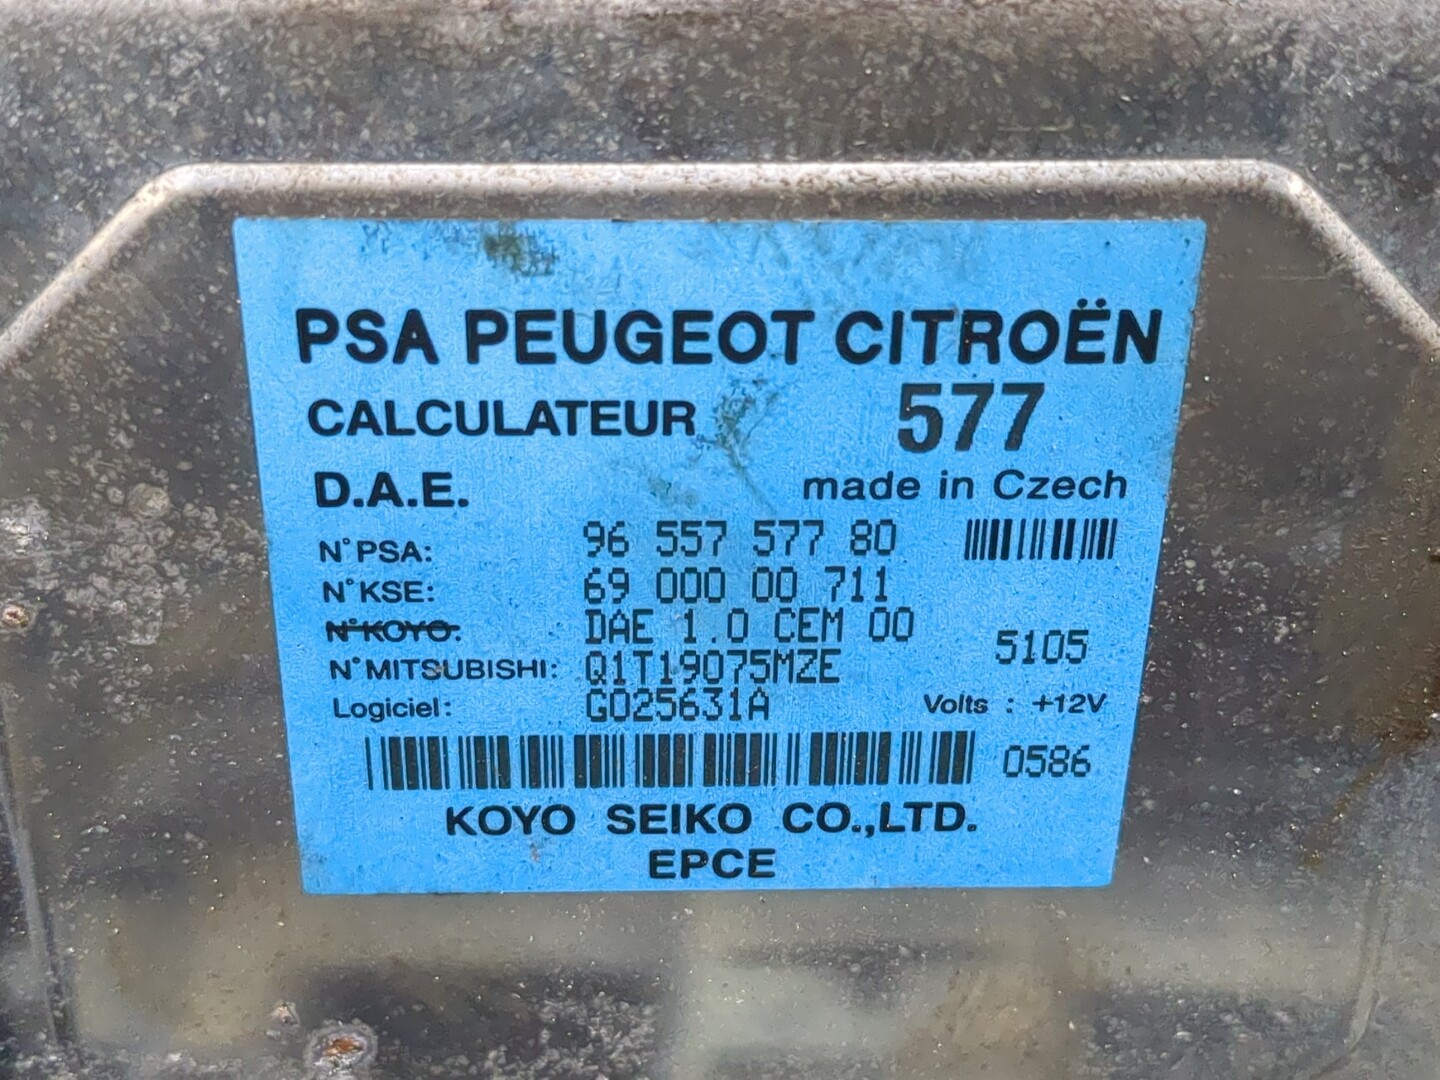 PSA PEUGEOT CITROËN
CALCULATEUR 577
D.A.E. made in Czech
N°PSA: 96 557 577 80
N°KSE: 69 000 00 711
N°KOYO: DAE 1.0 CEM 00 5105
N°MITSUBISHI: Q1T19075MZE
Logiciel: G025631A Volts : +12V
0586
KOYO SEIKO CO.,LTD.
EPCE